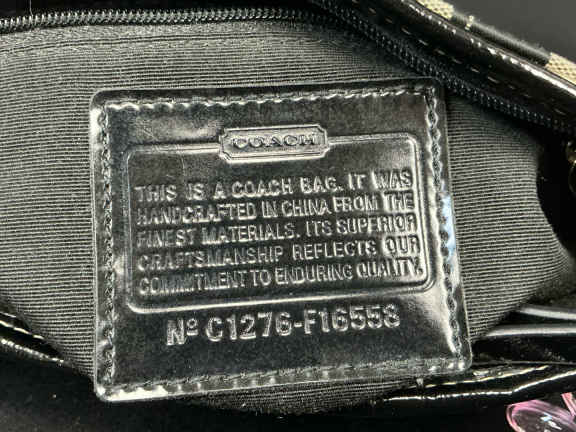 COACH
THIS IS A COACH BAG. IT WAS
HANDCRAFTED IN CHINA FROM THE
FINEST MATERIALS. ITS SUPERIOR
CRAFTSMANSHIP REFLECTS OUR
COMMITMENT TO ENDURING QUALITY.
Nº C1276-F16558